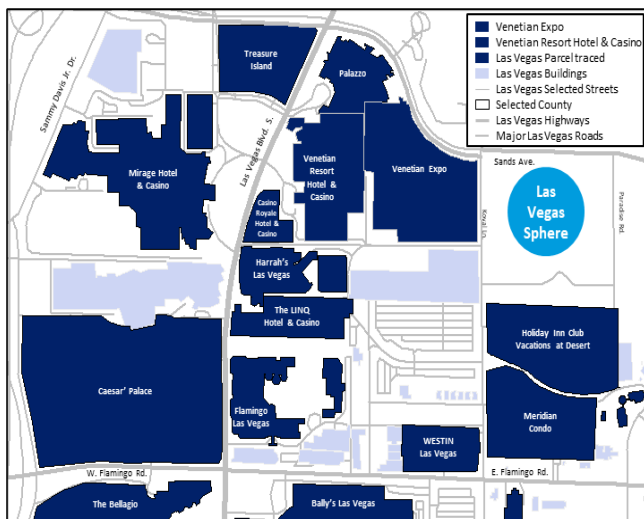 Venetian Expo
Venetian Resort Hotel & Casino
Las Vegas Parcel traced
Las Vegas Buildings
Las Vegas Selected Streets
Selected County
Las Vegas Highways
Major Las Vegas Roads
Sammy Davis Jr. Dr.
Treasure
Island
Palazzo
Las Vegas Blvd. S.
Mirage Hotel
& Casino
Venetian
Resort
Hotel &
Casino
Venetian Expo
Sands Ave.
Las
Vegas
Sphere
Paradise Rd.
Koval Ln
Casino
Royale
Hotel &
Casino
Harrah's
Las Vegas
The LINQ
Hotel & Casino
Holiday Inn Club
Vacations at Desert
Caesar' Palace
Flamingo
Las Vegas
Meridian
Condo
WESTIN
Las Vegas
W. Flamingo Rd.
E. Flamingo Rd.
The Bellagio
Bally's Las Vegas